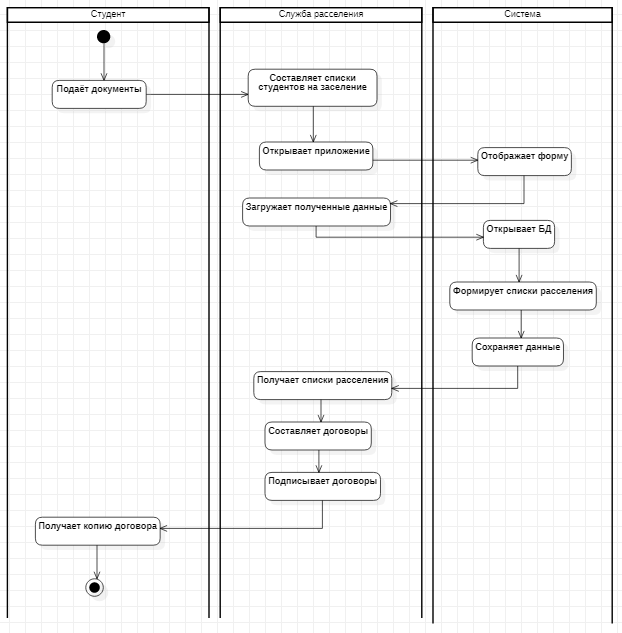 Студент
Служба расселения
Система
Подаёт документы
Составляет списки
студентов на заселение
Открывает приложение
Отображает форму
Загружает полученные данные
Открывает БД
Формирует списки расселения
Сохраняет данные
Получает списки расселения
Составляет договоры
Подписывает договоры
Получает копию договора